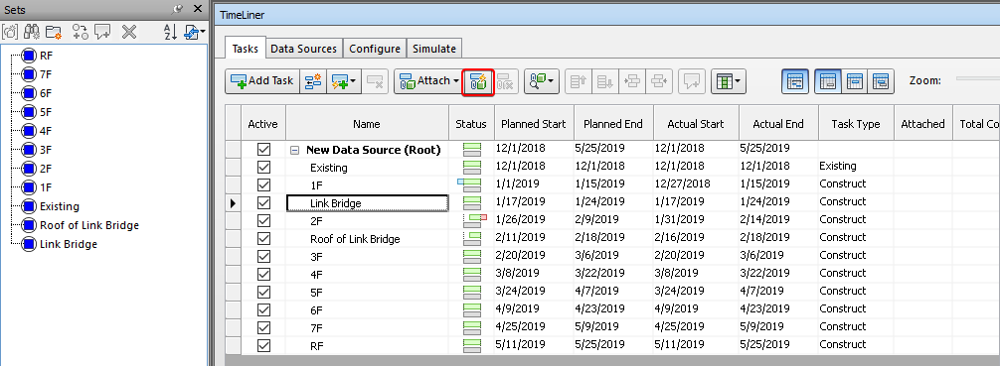 Sets
RF
7F
6F
5F
4F
3F
2F
1F
Existing
Roof of Link Bridge
Link Bridge
TimeLiner
Tasks Data Sources Configure Simulate
Add Task Attach Zoom:
Active Name Status Planned Start Planned End Actual Start Actual End Task Type Attached Total Co
New Data Source (Root) 12/1/2018 5/25/2019 12/1/2018 5/25/2019
Existing 12/1/2018 12/1/2018 12/1/2018 12/1/2018 Existing
1F 1/1/2019 1/15/2019 12/27/2018 1/15/2019 Construct
Link Bridge 1/17/2019 1/24/2019 1/17/2019 1/24/2019 Construct
2F 1/26/2019 2/9/2019 1/31/2019 2/14/2019 Construct
Roof of Link Bridge 2/11/2019 2/18/2019 2/16/2019 2/18/2019 Construct
3F 2/20/2019 3/6/2019 2/20/2019 3/6/2019 Construct
4F 3/8/2019 3/22/2019 3/8/2019 3/22/2019 Construct
5F 3/24/2019 4/7/2019 3/24/2019 4/7/2019 Construct
6F 4/9/2019 4/23/2019 4/9/2019 4/23/2019 Construct
7F 4/25/2019 5/9/2019 4/25/2019 5/9/2019 Construct
RF 5/11/2019 5/25/2019 5/11/2019 5/25/2019 Construct